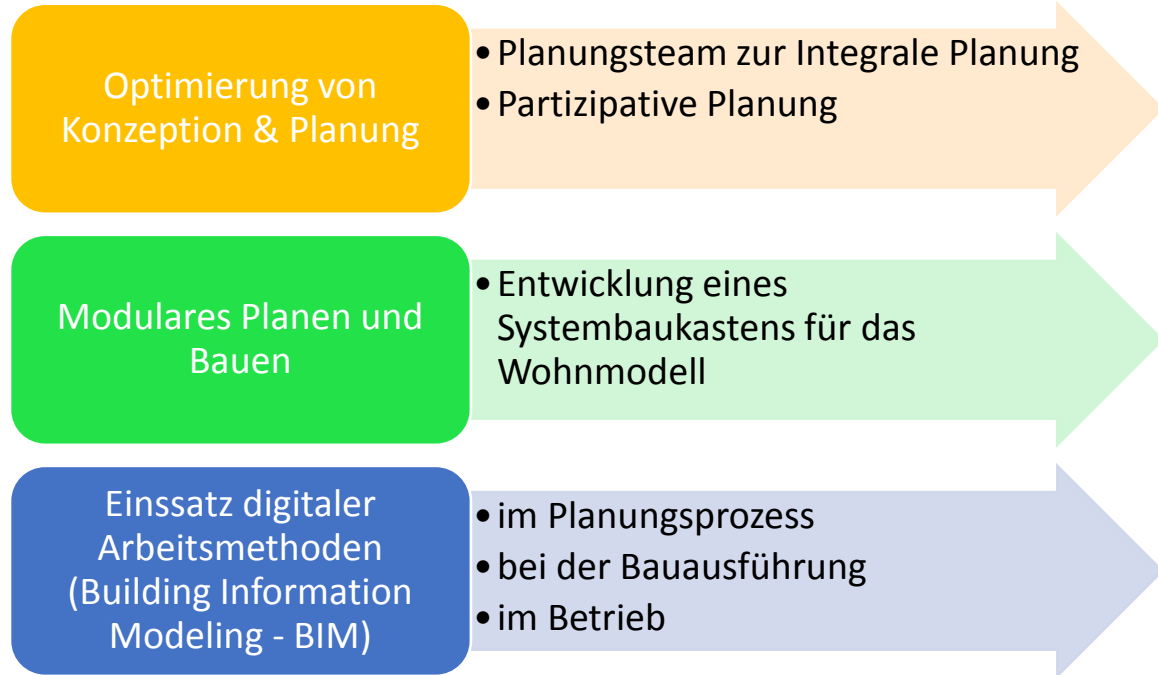 Optimierung von
Konzeption & Planung
• Planungsteam zur Integrale Planung
• Partizipative Planung
Modulares Planen und
Bauen
• Entwicklung eines
Systembaukastens für das
Wohnmodell
Einssatz digitaler
Arbeitsmethoden
(Building Information
Modeling - BIM)
• im Planungsprozess
• bei der Bauausführung
• im Betrieb